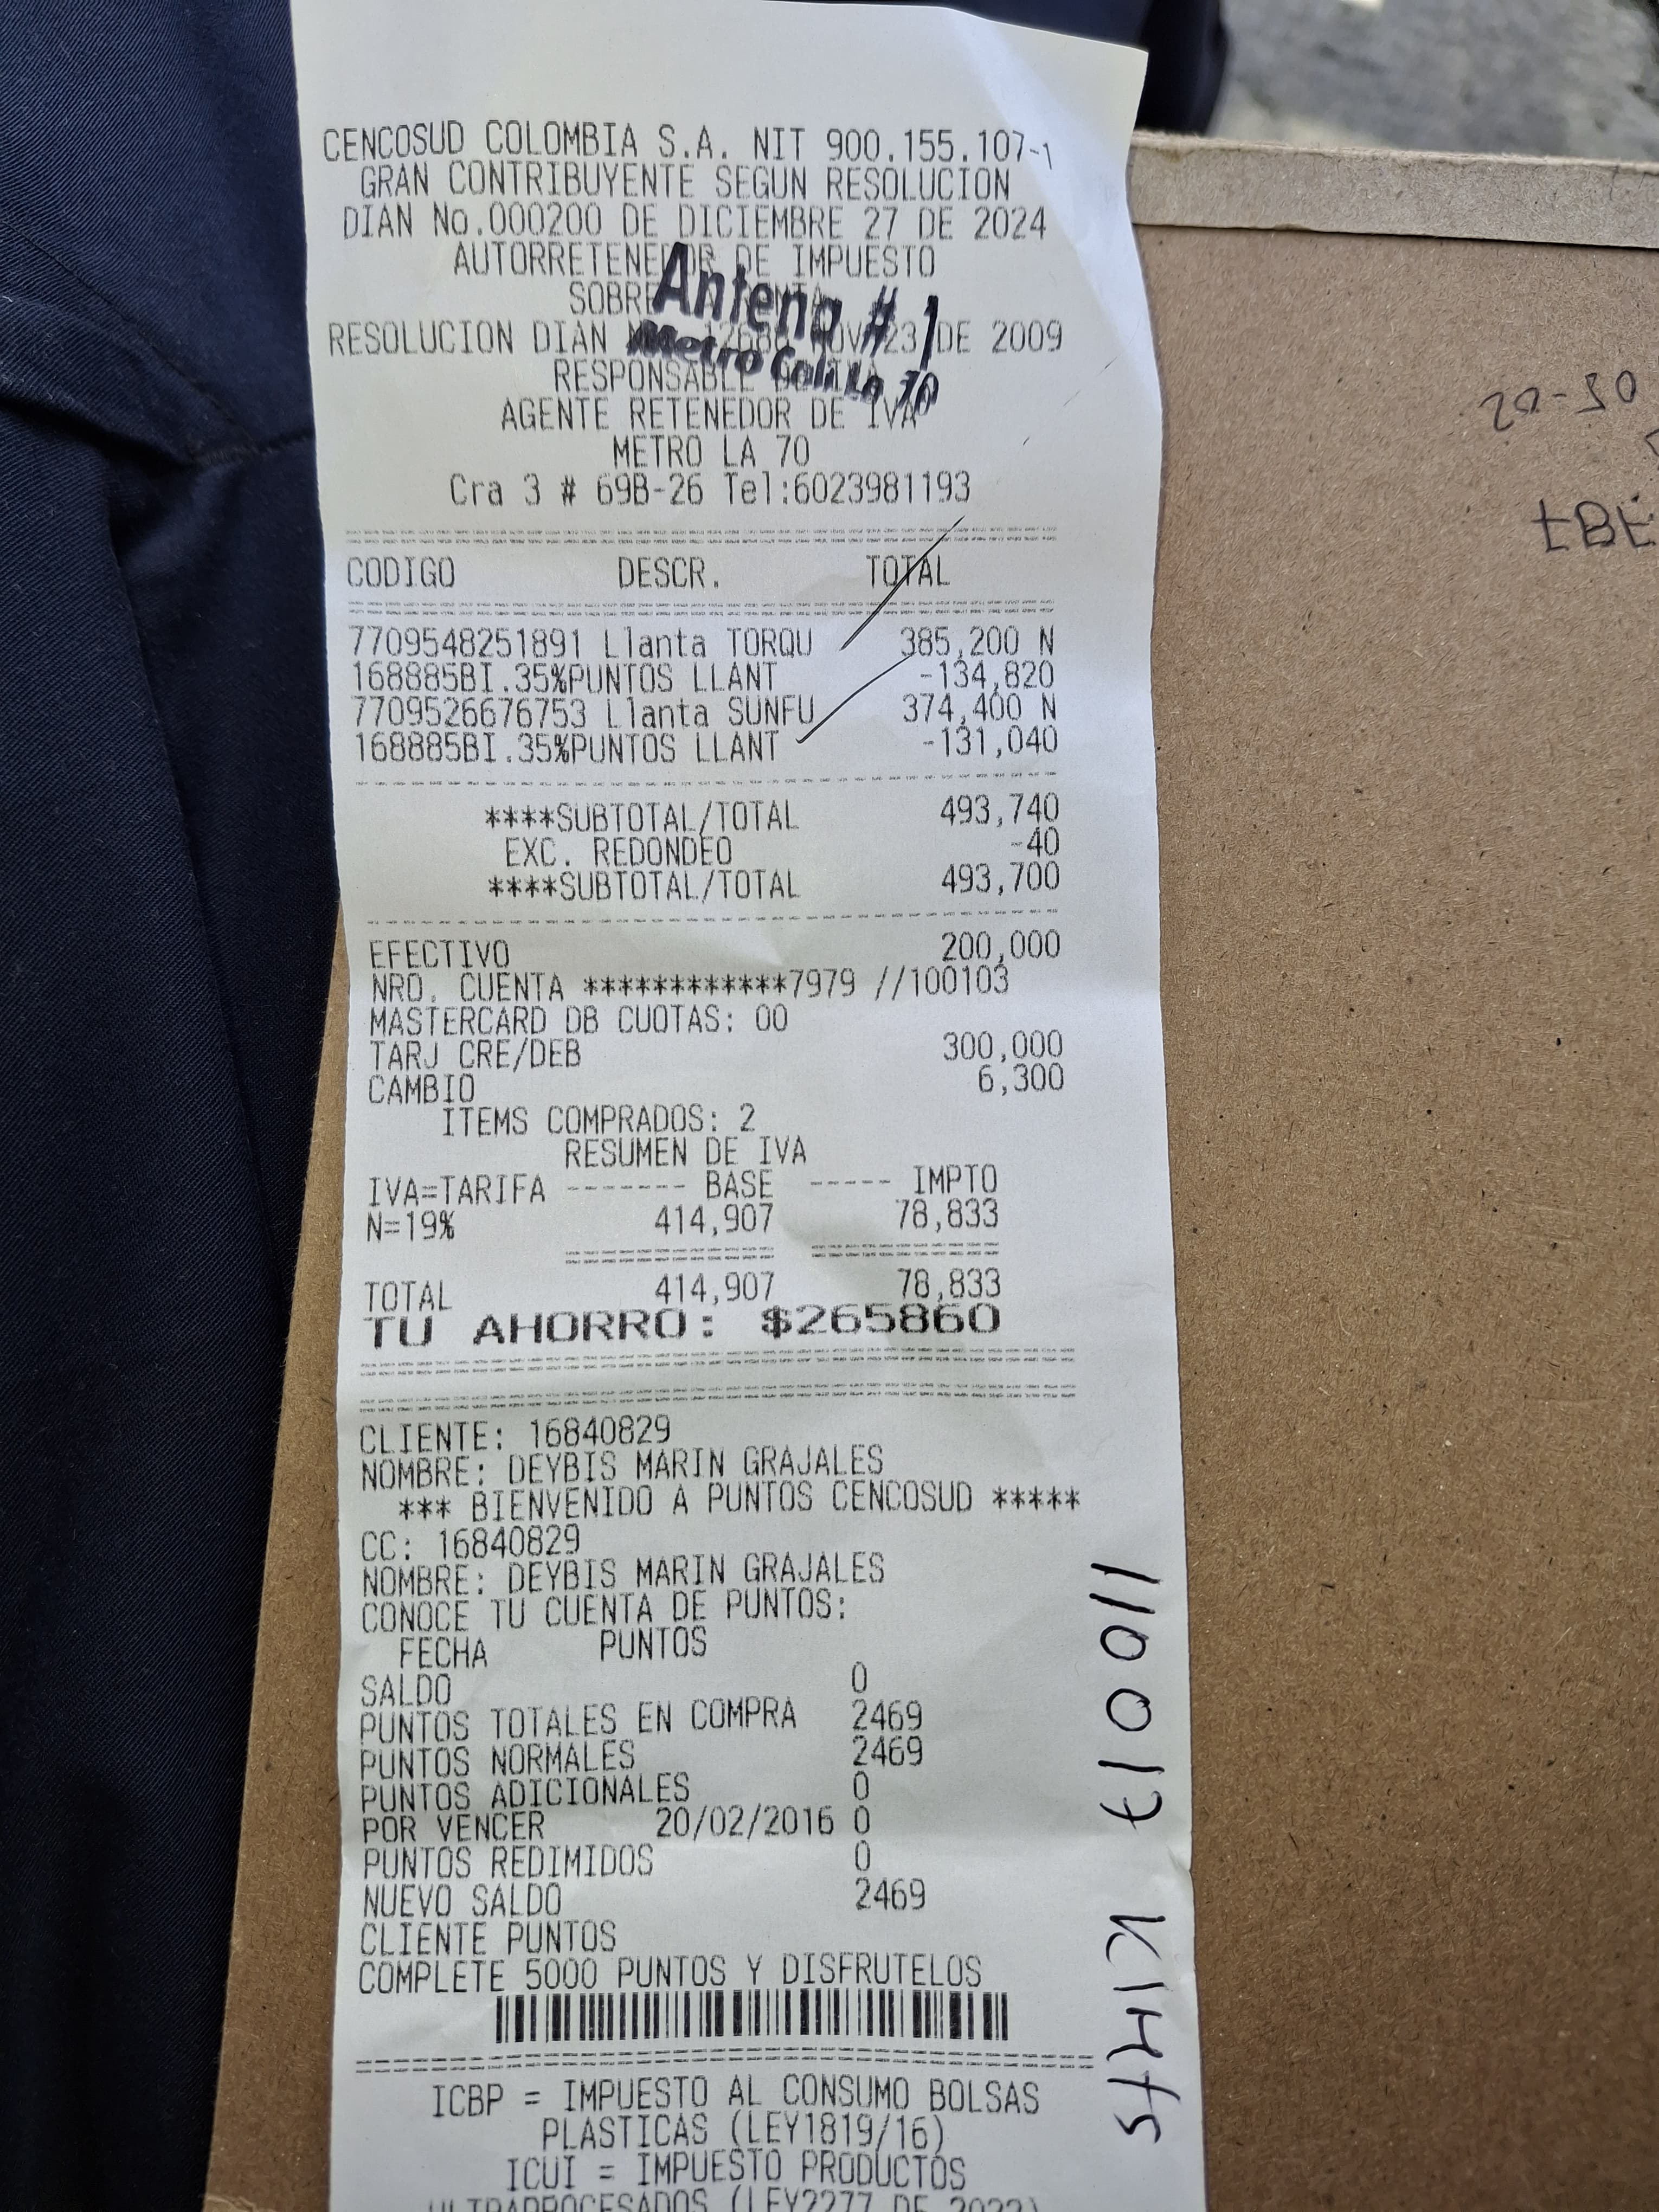 CENCOSUD COLOMBIA S.A. NIT 900.155.107-1
GRAN CONTRIBUYENTE SEGUN RESOLUCION
DIAN No.000200 DE DICIEMBRE 27 DE 2024
AUTORRETENEDOR DE IMPUESTO
SOBRE
Antena #1
RESOLUCION DIAN NOV 23 DE 2009
Metro Cali La 70
RESPONSABLE
AGENTE RETENEDOR DE IVA
METRO LA 70
Cra 3 # 69B-26 Tel:6023981193
CODIGO DESCR. TOTAL
7709548251891 Llanta TORQU 385,200 N
168885BI.35%PUNTOS LLANT -134,820
7709526676753 Llanta SUNFU 374,400 N
168885BI.35%PUNTOS LLANT -131,040
****SUBTOTAL/TOTAL 493,740
EXC. REDONDEO -40
****SUBTOTAL/TOTAL 493,700
EFECTIVO 200,000
NRO. CUENTA ************7979 //100103
MASTERCARD DB CUOTAS: 00
TARJ CRE/DEB 300,000
CAMBIO 6,300
ITEMS COMPRADOS: 2
RESUMEN DE IVA
IVA=TARIFA ------- BASE ----- IMPTO
N=19% 414,907 78,833
TOTAL 414,907 78,833
TU AHORRO: $265860
CLIENTE: 16840829
NOMBRE: DEYBIS MARIN GRAJALES
*** BIENVENIDO A PUNTOS CENCOSUD *****
CC: 16840829
NOMBRE: DEYBIS MARIN GRAJALES
CONOCE TU CUENTA DE PUNTOS:
FECHA PUNTOS
SALDO 0
PUNTOS TOTALES EN COMPRA 2469
PUNTOS NORMALES 2469
PUNTOS ADICIONALES 0
POR VENCER 20/02/2016 0
PUNTOS REDIMIDOS 0
NUEVO SALDO 2469
CLIENTE PUNTOS
COMPLETE 5000 PUNTOS Y DISFRUTELOS
ICBP = IMPUESTO AL CONSUMO BOLSAS
PLASTICAS (LEY1819/16)
ICUI = IMPUESTO PRODUCTOS
ULTRAPROCESADOS (LEY2277 DE 2022)